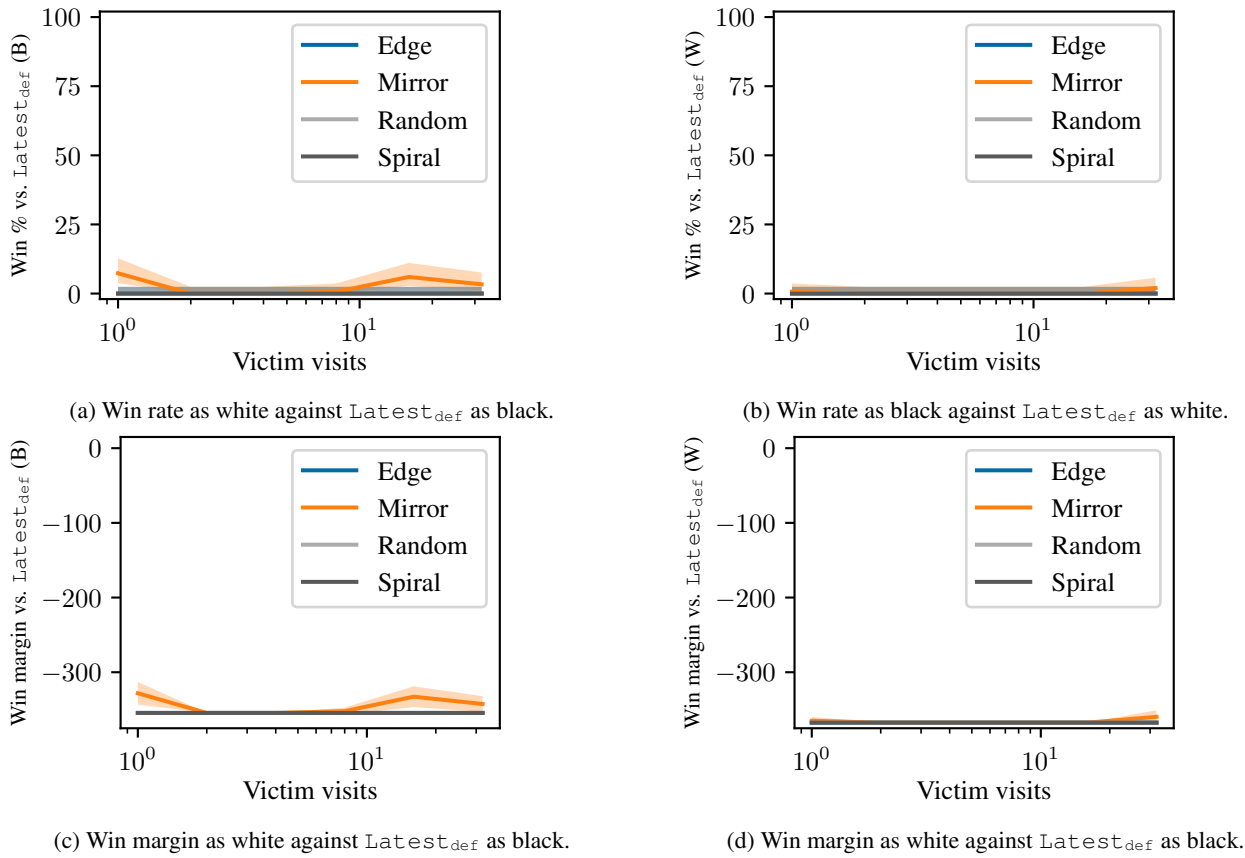 Win % vs. Latest_def (B)
100
75
50
25
0
Edge
Mirror
Random
Spiral
10^0
10^1
Victim visits
(a) Win rate as white against Latest_def as black.
Win % vs. Latest_def (W)
100
75
50
25
0
Edge
Mirror
Random
Spiral
10^0
10^1
Victim visits
(b) Win rate as black against Latest_def as white.
Win margin vs. Latest_def (B)
0
−100
−200
−300
Edge
Mirror
Random
Spiral
10^0
10^1
Victim visits
(c) Win margin as white against Latest_def as black.
Win margin vs. Latest_def (W)
0
−100
−200
−300
Edge
Mirror
Random
Spiral
10^0
10^1
Victim visits
(d) Win margin as white against Latest_def as black.